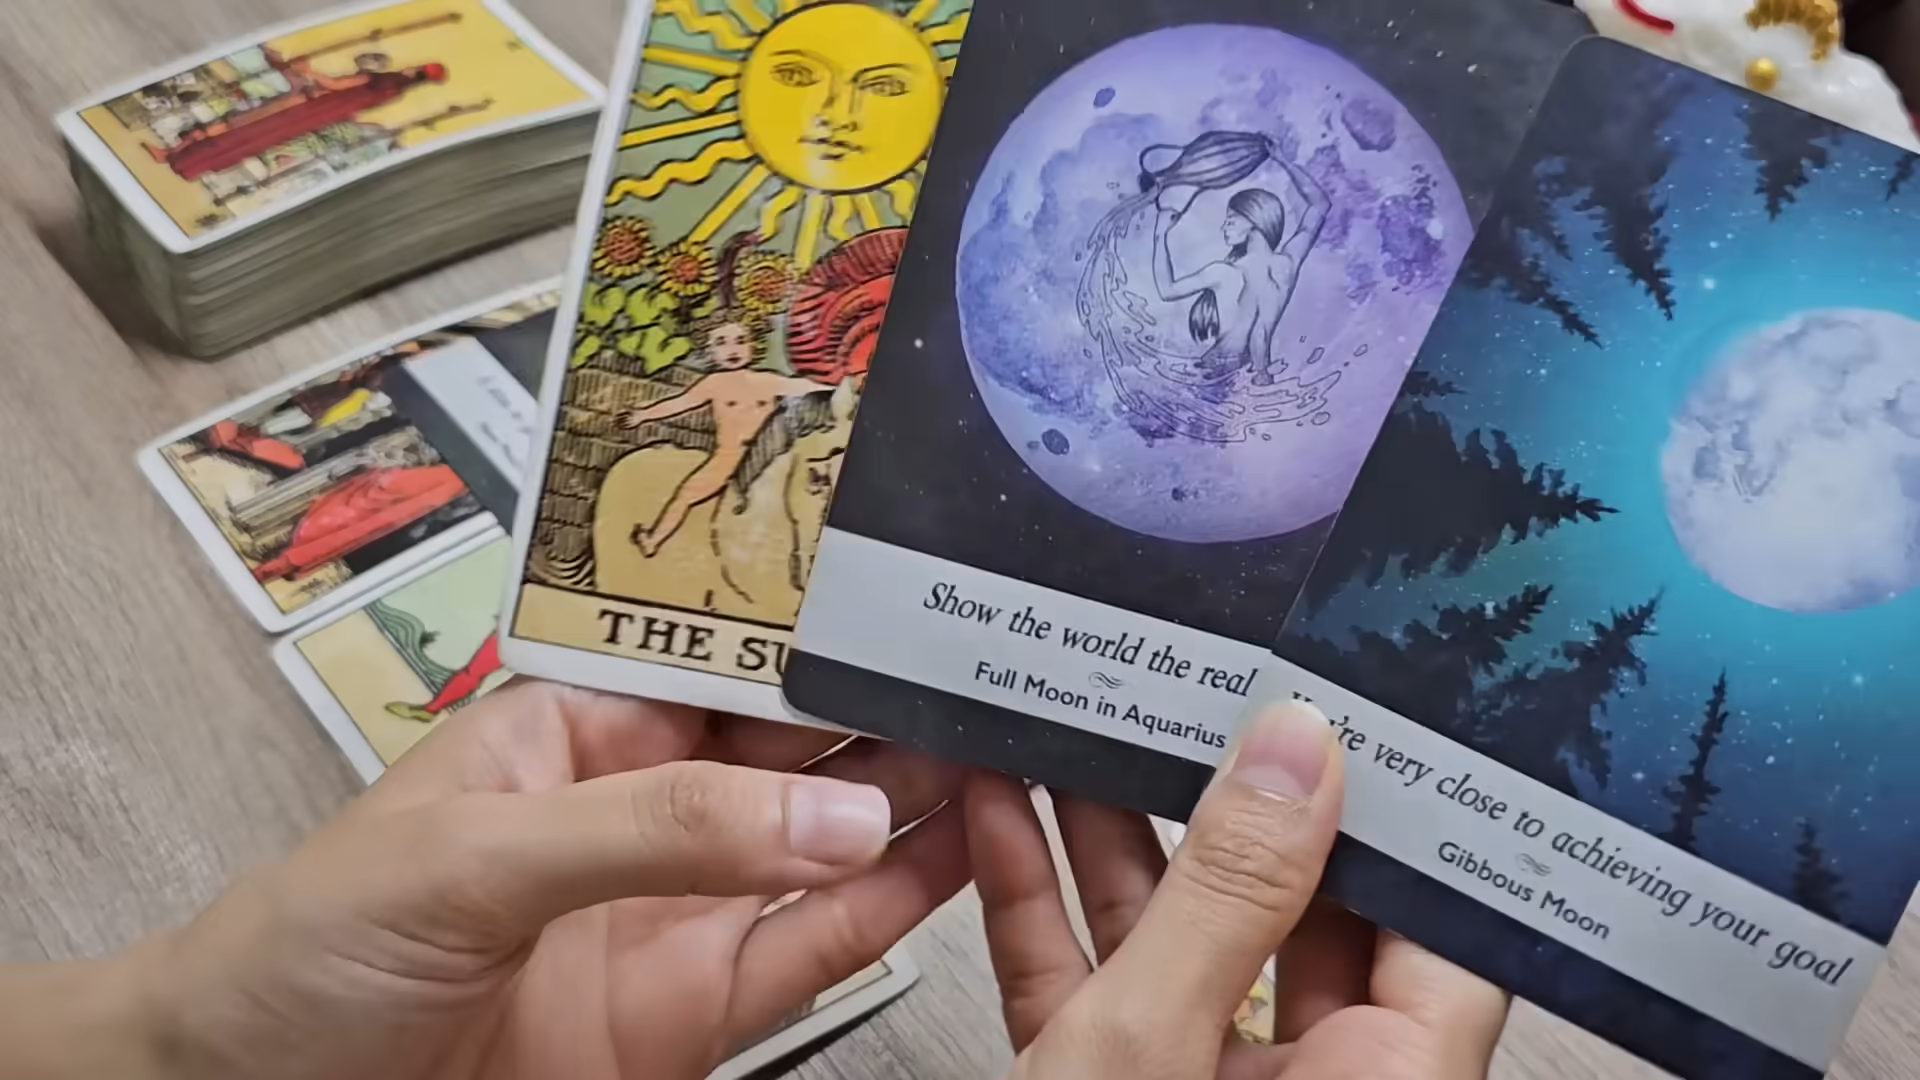 THE SU
Show the world the real
Full Moon in Aquarius
You're very close to achieving your goal
Gibbous Moon